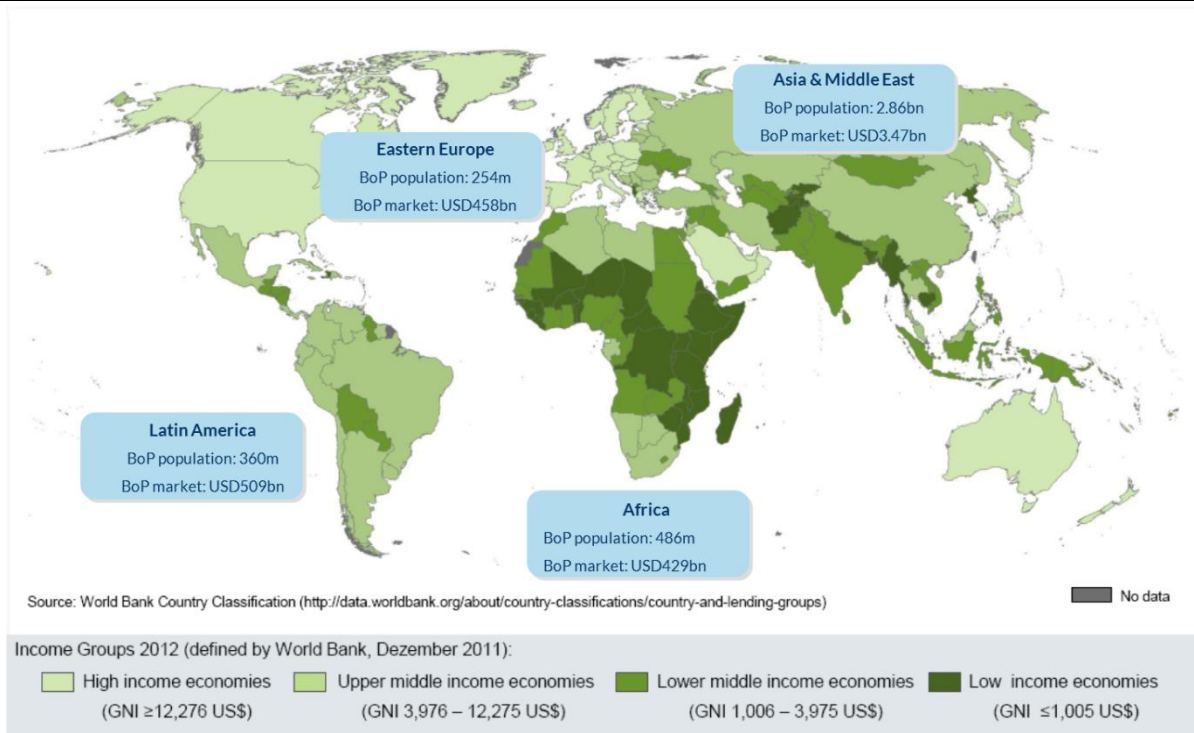 Asia & Middle East
BoP population: 2.86bn
BoP market: USD3.47bn
Eastern Europe
BoP population: 254m
BoP market: USD458bn
Latin America
BoP population: 360m
BoP market: USD509bn
Africa
BoP population: 486m
BoP market: USD429bn
Source: World Bank Country Classification (http://data.worldbank.org/about/country-classifications/country-and-lending-groups)
No data
Income Groups 2012 (defined by World Bank, Dezember 2011):
High income economies
(GNI ≥12,276 US$)
Upper middle income economies
(GNI 3,976 – 12,275 US$)
Lower middle income economies
(GNI 1,006 – 3,975 US$)
Low income economies
(GNI ≤1,005 US$)